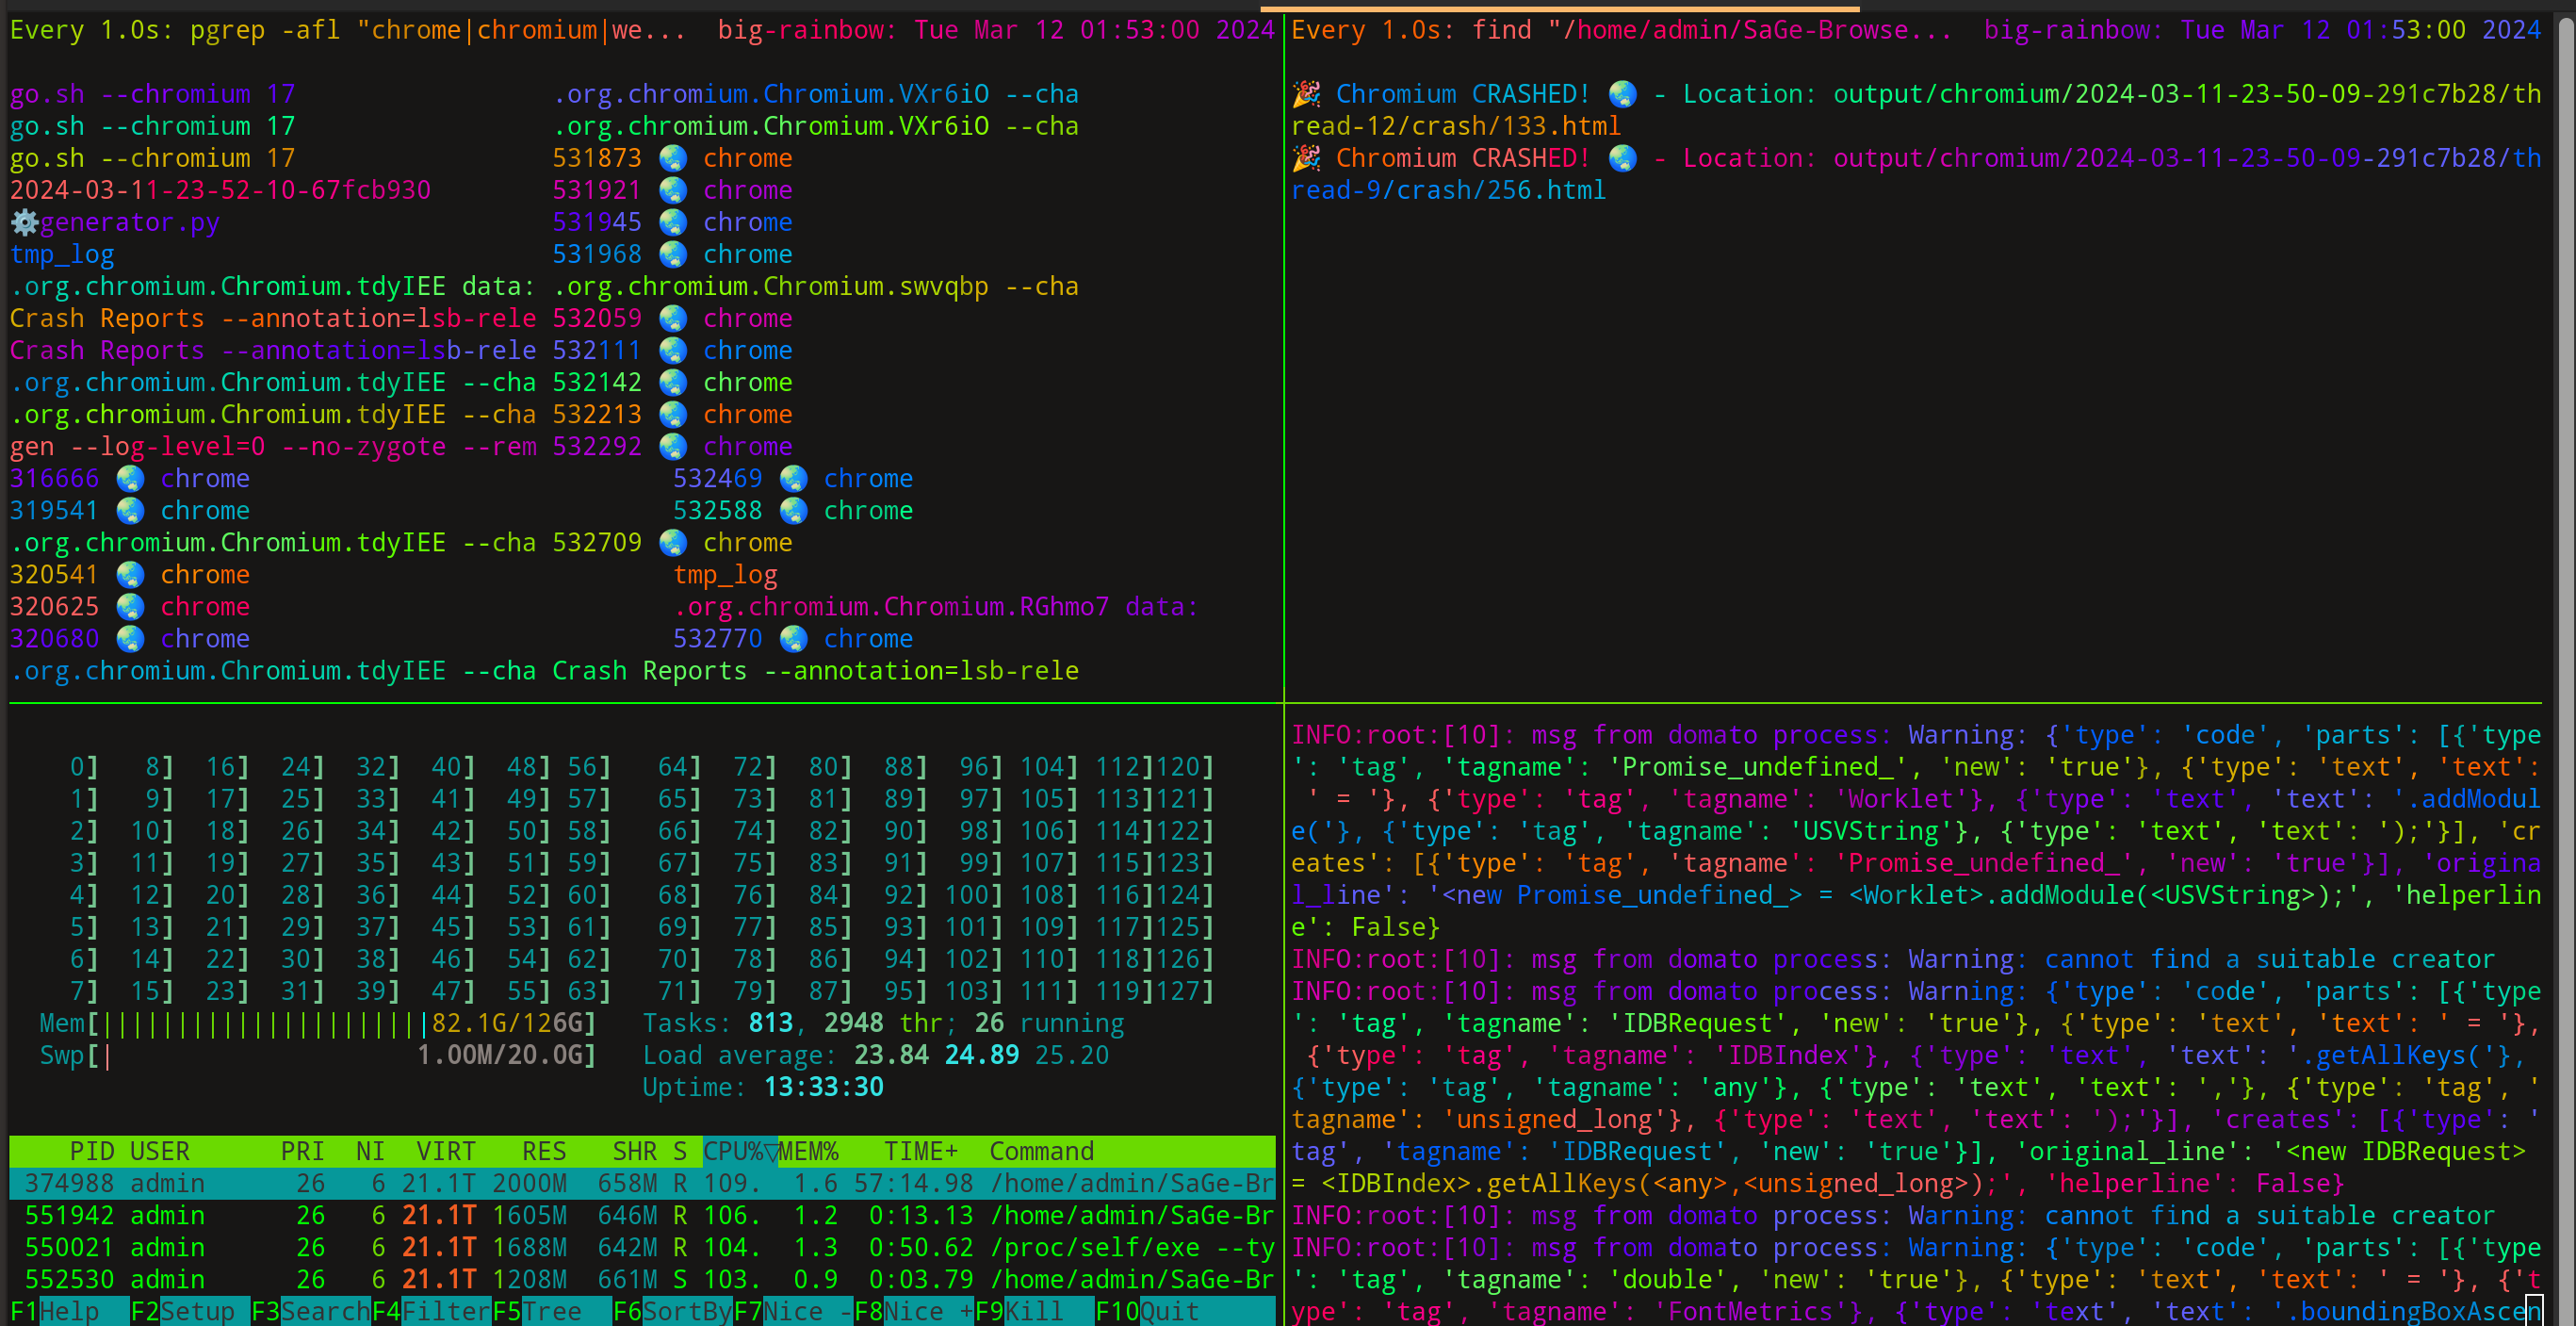 Every 1.0s: pgrep -afl "chrome|chromium|we...  big-rainbow: Tue Mar 12 01:53:00 2024
go.sh --chromium 17 .org.chromium.Chromium.VXr6iO --cha
go.sh --chromium 17 .org.chromium.Chromium.VXr6iO --cha
go.sh --chromium 17 531873 🌏 chrome
2024-03-11-23-52-10-67fcb930 531921 🌏 chrome
⚙️generator.py 531945 🌏 chrome
tmp_log 531968 🌏 chrome
.org.chromium.Chromium.tdyIEE data: .org.chromium.Chromium.swvqbp --cha
Crash Reports --annotation=lsb-rele 532059 🌏 chrome
Crash Reports --annotation=lsb-rele 532111 🌏 chrome
.org.chromium.Chromium.tdyIEE --cha 532142 🌏 chrome
.org.chromium.Chromium.tdyIEE --cha 532213 🌏 chrome
gen --log-level=0 --no-zygote --rem 532292 🌏 chrome
316666 🌏 chrome 532469 🌏 chrome
319541 🌏 chrome 532588 🌏 chrome
.org.chromium.Chromium.tdyIEE --cha 532709 🌏 chrome
320541 🌏 chrome tmp_log
320625 🌏 chrome .org.chromium.Chromium.RGhmo7 data:
320680 🌏 chrome 532770 🌏 chrome
.org.chromium.Chromium.tdyIEE --cha Crash Reports --annotation=lsb-rele
Every 1.0s: find "/home/admin/SaGe-Browse...  big-rainbow: Tue Mar 12 01:53:00 2024
🎉 Chromium CRASHED! 🌏 - Location: output/chromium/2024-03-11-23-50-09-291c7b28/th
read-12/crash/133.html
🎉 Chromium CRASHED! 🌏 - Location: output/chromium/2024-03-11-23-50-09-291c7b28/th
read-9/crash/256.html
0] 8] 16] 24] 32] 40] 48] 56] 64] 72] 80] 88] 96] 104] 112]120]
1] 9] 17] 25] 33] 41] 49] 57] 65] 73] 81] 89] 97] 105] 113]121]
2] 10] 18] 26] 34] 42] 50] 58] 66] 74] 82] 90] 98] 106] 114]122]
3] 11] 19] 27] 35] 43] 51] 59] 67] 75] 83] 91] 99] 107] 115]123]
4] 12] 20] 28] 36] 44] 52] 60] 68] 76] 84] 92] 100] 108] 116]124]
5] 13] 21] 29] 37] 45] 53] 61] 69] 77] 85] 93] 101] 109] 117]125]
6] 14] 22] 30] 38] 46] 54] 62] 70] 78] 86] 94] 102] 110] 118]126]
7] 15] 23] 31] 39] 47] 55] 63] 71] 79] 87] 95] 103] 111] 119]127]
Mem[||||||||||||||||||||||82.1G/126G] Tasks: 813, 2948 thr; 26 running
Swp[| 1.00M/20.0G] Load average: 23.84 24.89 25.20
Uptime: 13:33:30
PID USER PRI NI VIRT RES SHR S CPU%▽MEM% TIME+ Command
374988 admin 26 6 21.1T 2000M 658M R 109. 1.6 57:14.98 /home/admin/SaGe-Br
551942 admin 26 6 21.1T 1605M 646M R 106. 1.2 0:13.13 /home/admin/SaGe-Br
550021 admin 26 6 21.1T 1688M 642M R 104. 1.3 0:50.62 /proc/self/exe --ty
552530 admin 26 6 21.1T 1208M 661M S 103. 0.9 0:03.79 /home/admin/SaGe-Br
F1Help F2Setup F3SearchF4FilterF5Tree F6SortByF7Nice -F8Nice +F9Kill F10Quit
INFO:root:[10]: msg from domato process: Warning: {'type': 'code', 'parts': [{'type
': 'tag', 'tagname': 'Promise_undefined_', 'new': 'true'}, {'type': 'text', 'text':
' = '}, {'type': 'tag', 'tagname': 'Worklet'}, {'type': 'text', 'text': '.addModul
e('}, {'type': 'tag', 'tagname': 'USVString'}, {'type': 'text', 'text': ');'}], 'cr
eates': [{'type': 'tag', 'tagname': 'Promise_undefined_', 'new': 'true'}], 'origina
l_line': '<new Promise_undefined_> = <Worklet>.addModule(<USVString>);', 'helperlin
e': False}
INFO:root:[10]: msg from domato process: Warning: cannot find a suitable creator
INFO:root:[10]: msg from domato process: Warning: {'type': 'code', 'parts': [{'type
': 'tag', 'tagname': 'IDBRequest', 'new': 'true'}, {'type': 'text', 'text': ' = '},
{'type': 'tag', 'tagname': 'IDBIndex'}, {'type': 'text', 'text': '.getAllKeys('},
{'type': 'tag', 'tagname': 'any'}, {'type': 'text', 'text': ','}, {'type': 'tag', '
tagname': 'unsigned_long'}, {'type': 'text', 'text': ');'}], 'creates': [{'type': '
tag', 'tagname': 'IDBRequest', 'new': 'true'}], 'original_line': '<new IDBRequest>
= <IDBIndex>.getAllKeys(<any>,<unsigned_long>);', 'helperline': False}
INFO:root:[10]: msg from domato process: Warning: cannot find a suitable creator
INFO:root:[10]: msg from domato process: Warning: {'type': 'code', 'parts': [{'type
': 'tag', 'tagname': 'double', 'new': 'true'}, {'type': 'text', 'text': ' = '}, {'t
ype': 'tag', 'tagname': 'FontMetrics'}, {'type': 'text', 'text': '.boundingBoxAscen